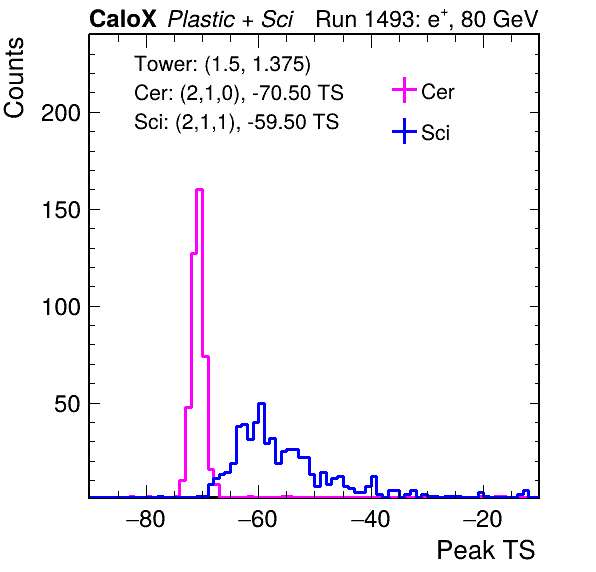 CaloX Plastic + Sci Run 1493: e+, 80 GeV
Counts
Tower: (1.5, 1.375)
Cer: (2,1,0), -70.50 TS
Sci: (2,1,1), -59.50 TS
Cer
Sci
200
150
100
50
−80 −60 −40 −20
Peak TS